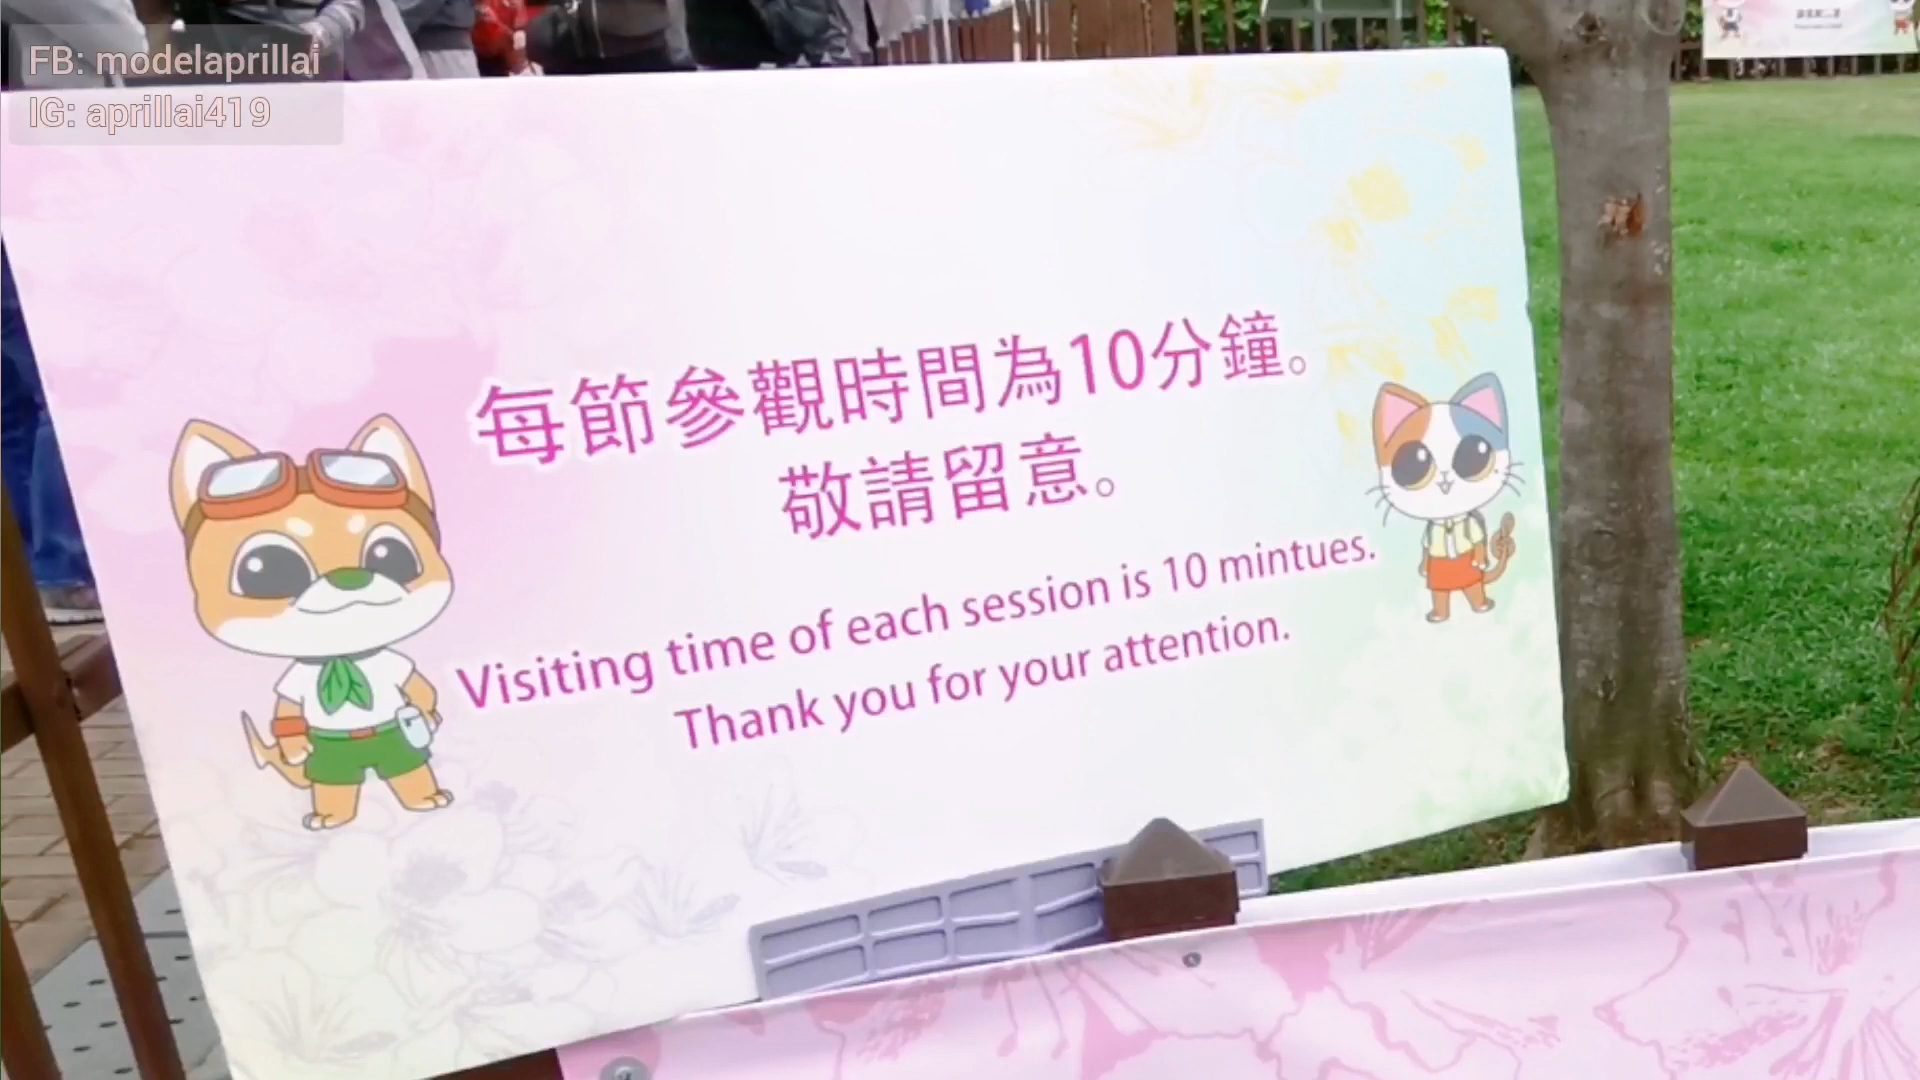 FB: modelaprillai
IG: aprillai419
每節參觀時間為10分鐘。
敬請留意。
Visiting time of each session is 10 mintues.
Thank you for your attention.